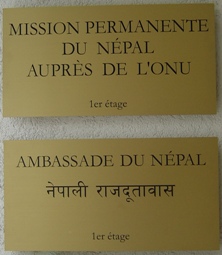 MISSION PERMANENTE
DU NÉPAL
AUPRÈS DE L'ONU
1er étage
AMBASSADE DU NÉPAL
नेपाली राजदूतावास
1er étage